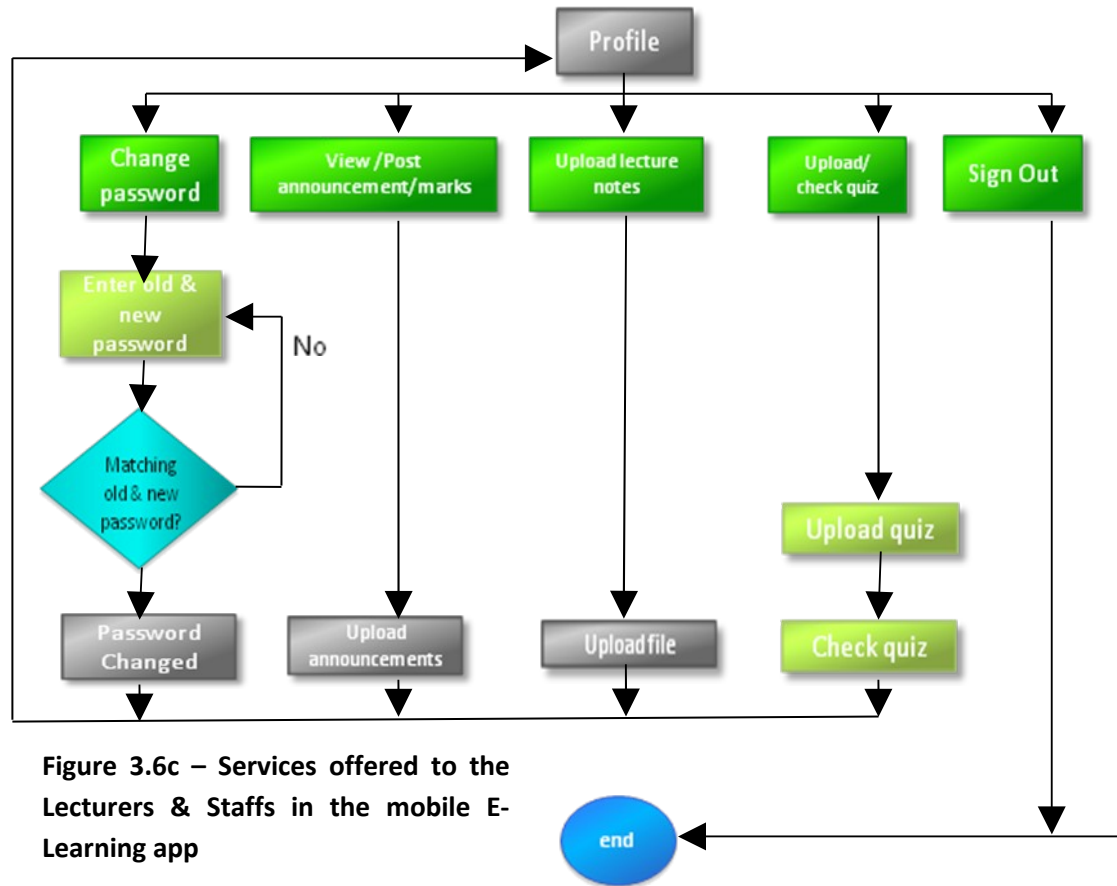 Profile
Change
password
View /Post
announcement/marks
Upload lecture
notes
Upload/
check quiz
Sign Out
Enter old &
new
password
No
Matching
old & new
password?
Upload quiz
Password
Changed
Upload
announcements
Upload file
Check quiz
Figure 3.6c – Services offered to the
Lecturers & Staffs in the mobile E-
Learning app
end